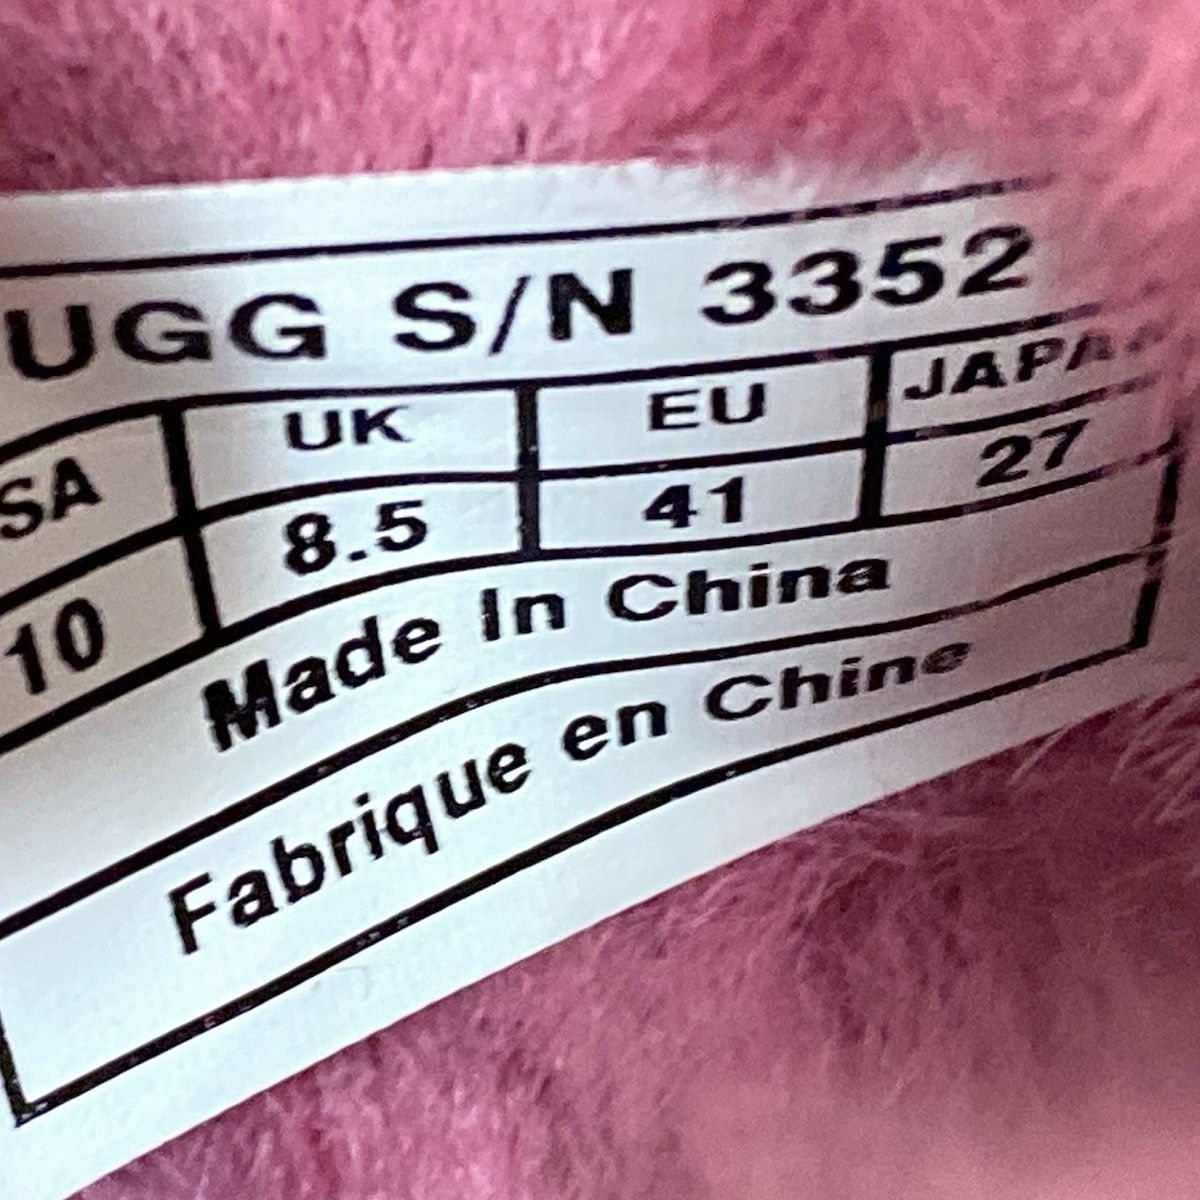 UGG S/N 3352
SA UK EU JAPA
10 8.5 41 27
Made In China
Fabrique en Chine